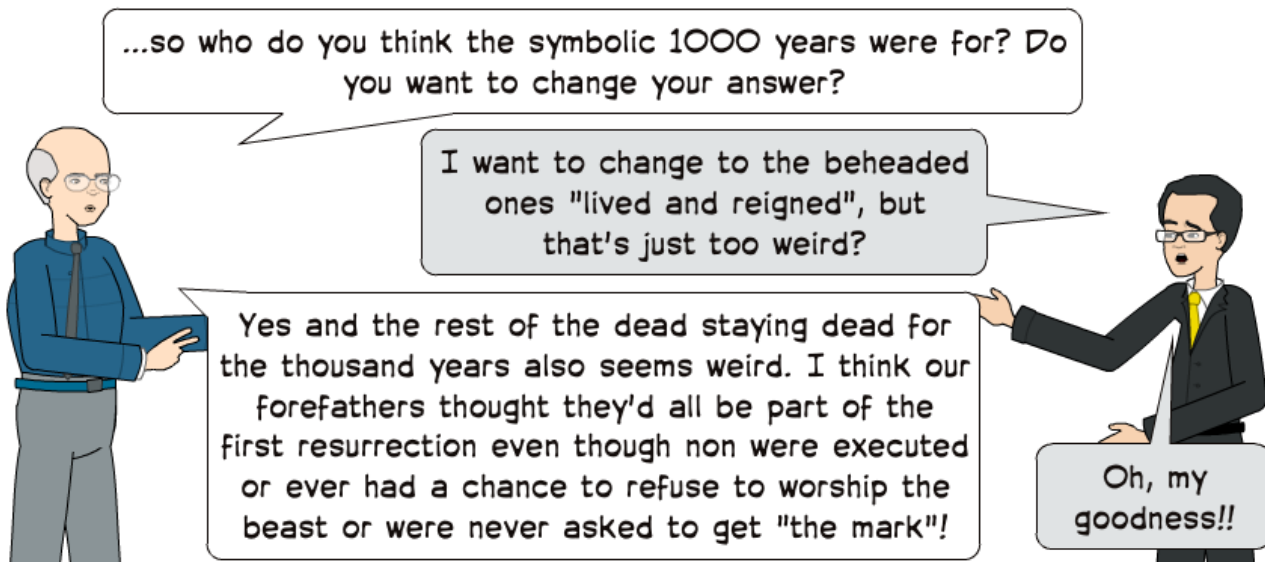 ...so who do you think the symbolic 1000 years were for? Do
you want to change your answer?
I want to change to the beheaded
ones "lived and reigned", but
that's just too weird?
Yes and the rest of the dead staying dead for
the thousand years also seems weird. I think our
forefathers thought they'd all be part of the
first resurrection even though non were executed
or ever had a chance to refuse to worship the
beast or were never asked to get "the mark"!
Oh, my
goodness!!